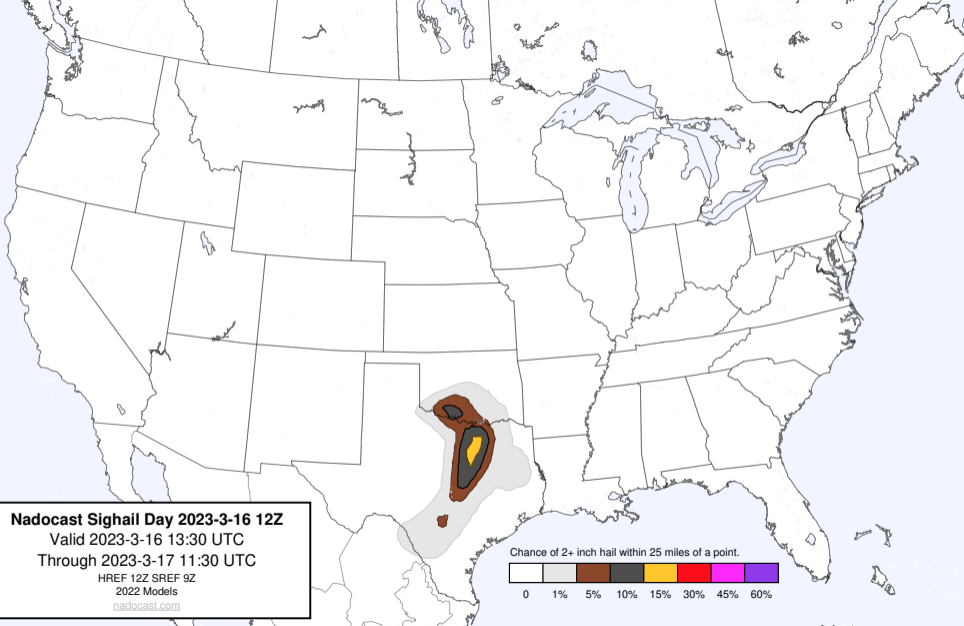 Nadocast Sighail Day 2023-3-16 12Z
Valid 2023-3-16 13:30 UTC
Through 2023-3-17 11:30 UTC
HREF 12Z SREF 9Z
2022 Models
nadocast.com
Chance of 2+ inch hail within 25 miles of a point.
0 1% 5% 10% 15% 30% 45% 60%